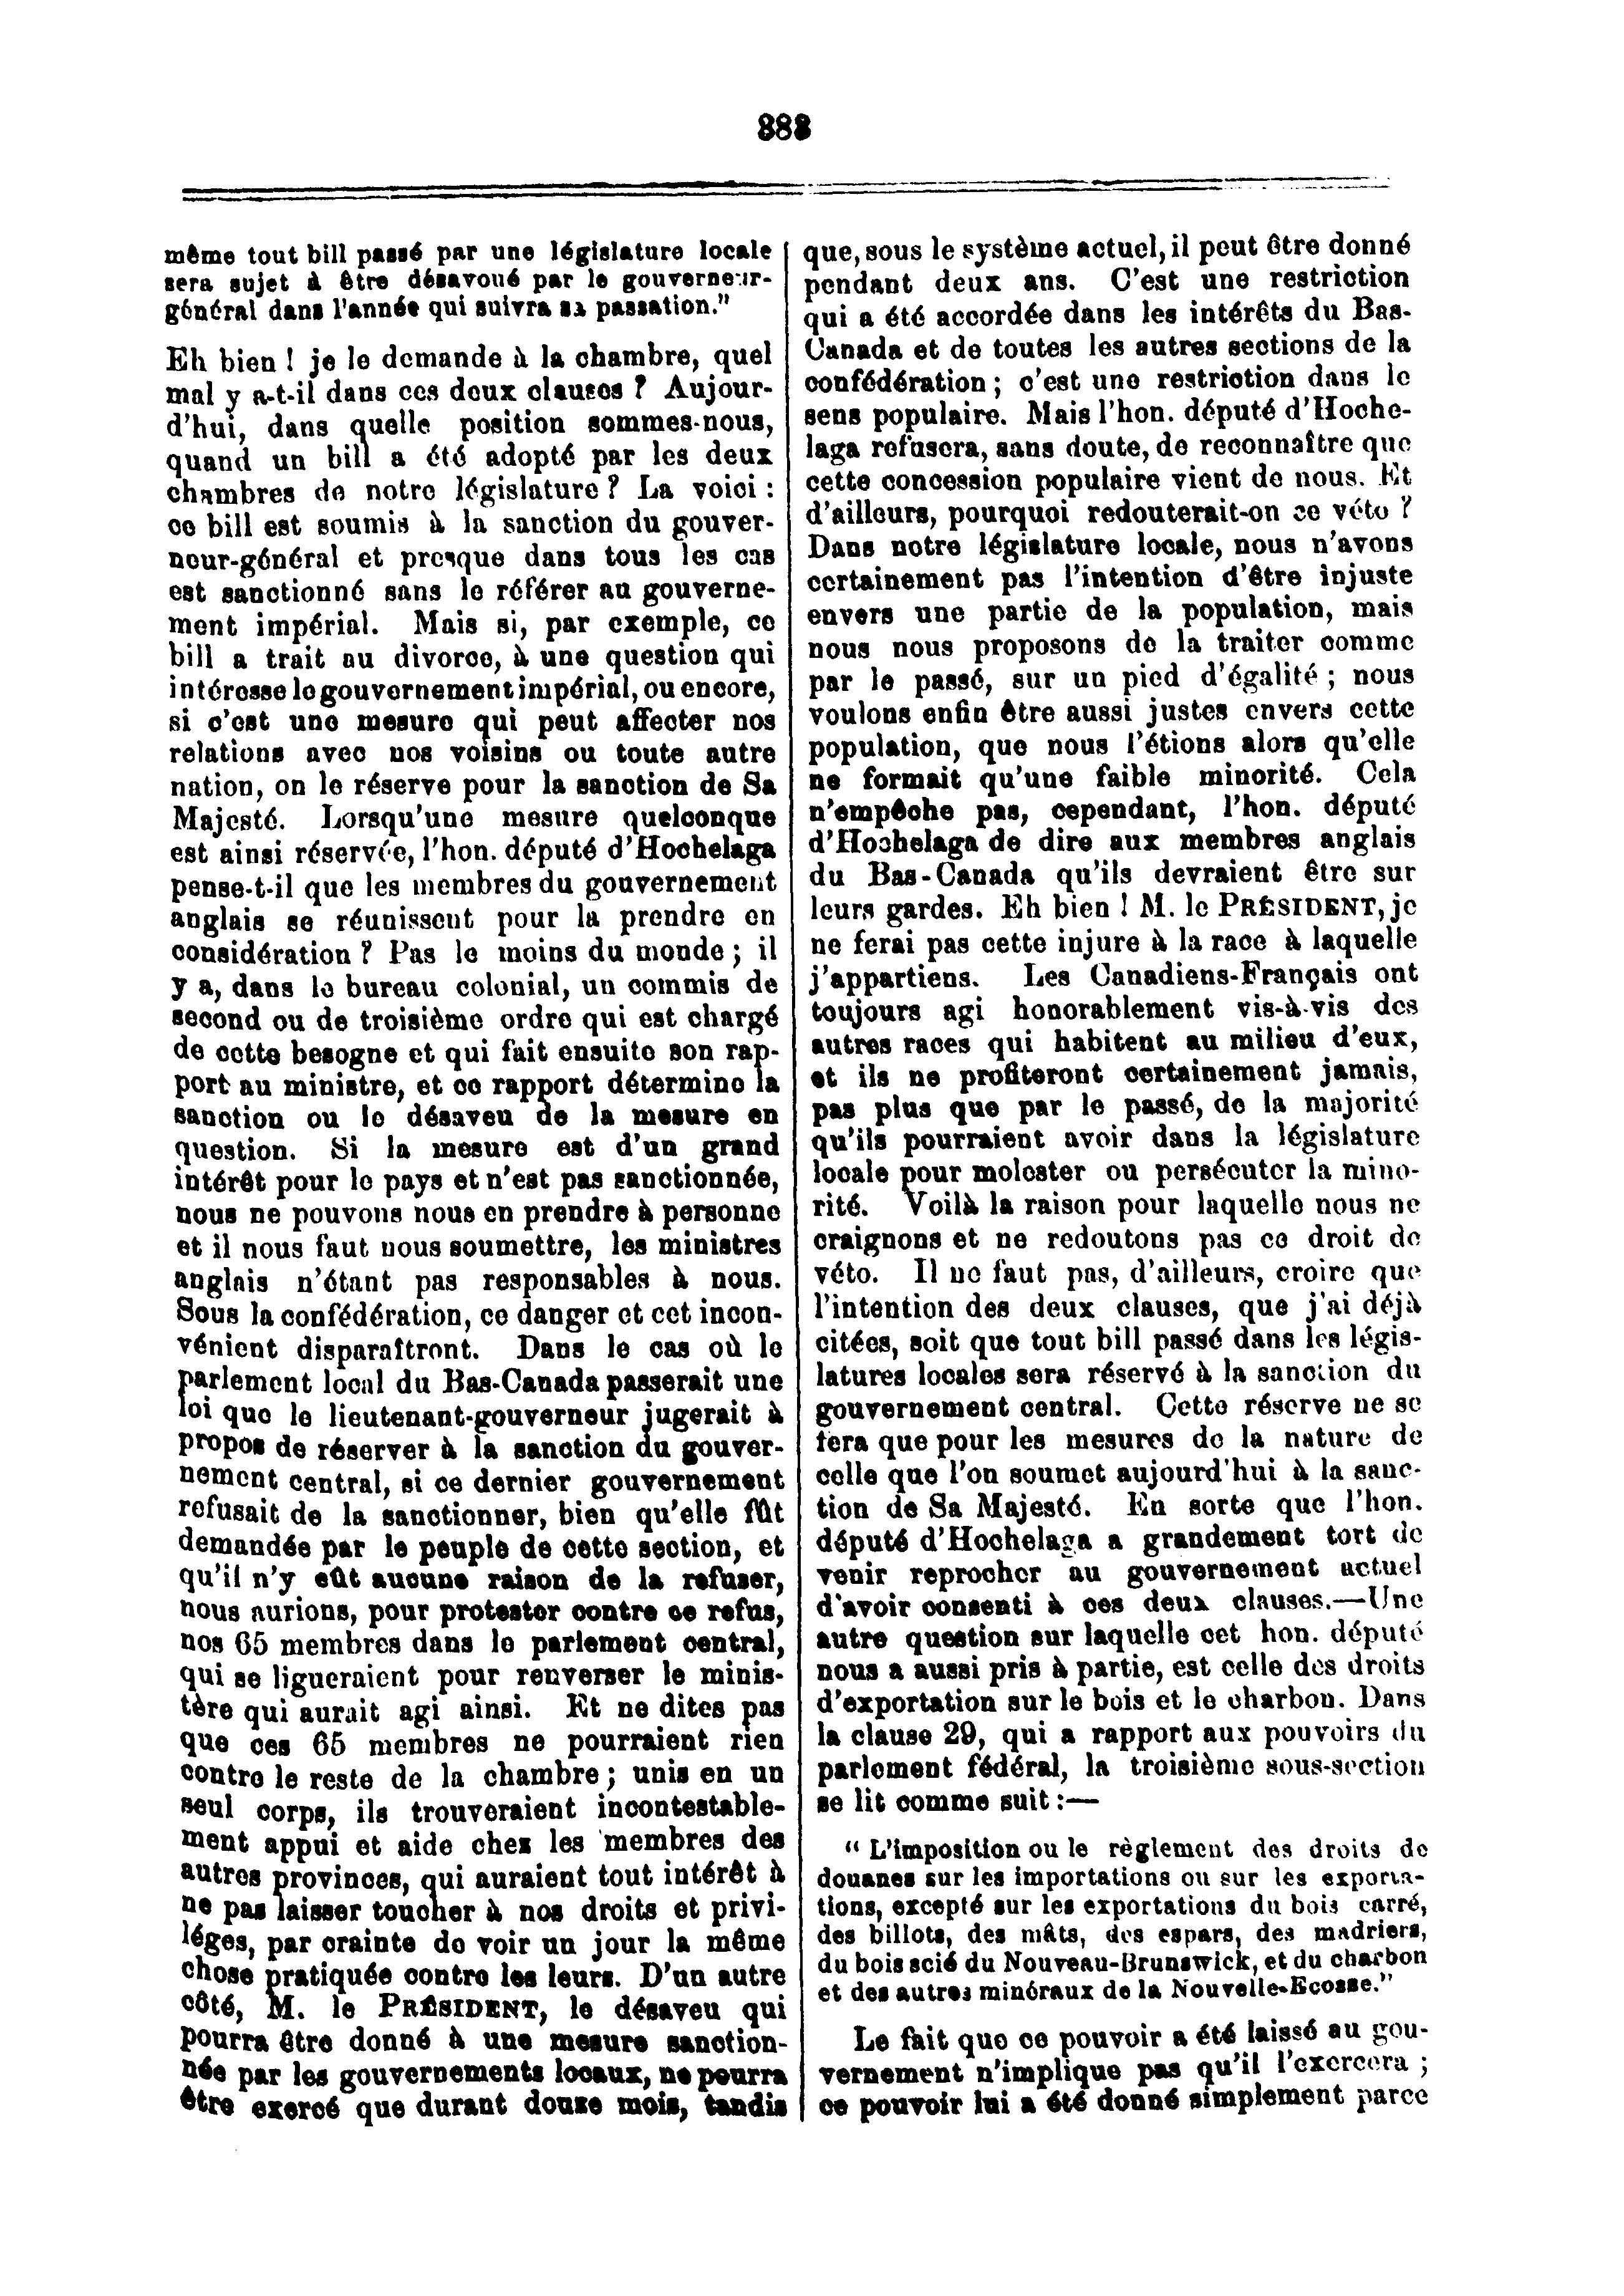 388
même tout bill passé par une législature locale
sera sujet à être désavoué par le gouverneur-
général dans l'année qui suivra sa passation."
Eh bien ! je le demande à la chambre, quel
mal y a-t-il dans ces deux clauses ? Aujour-
d'hui, dans quelle position sommes-nous,
quand un bill a été adopté par les deux
chambres de notre législature ? La voici :
ce bill est soumis à la sanction du gouver-
neur-général et presque dans tous les cas
est sanctionné sans le référer au gouverne-
ment impérial. Mais si, par exemple, ce
bill a trait au divorce, à une question qui
intéresse le gouvernement impérial, ou encore,
si c'est une mesure qui peut affecter nos
relations avec nos voisins ou toute autre
nation, on le réserve pour la sanction de Sa
Majesté. Lorsqu'une mesure quelconque
est ainsi réservée, l'hon. député d'Hochelaga
pense-t-il que les membres du gouvernement
anglais se réunissent pour la prendre en
considération ? Pas le moins du monde ; il
y a, dans le bureau colonial, un commis de
second ou de troisième ordre qui est chargé
de cette besogne et qui fait ensuite son rap-
port au ministre, et ce rapport détermine la
sanction ou le désaveu de la mesure en
question. Si la mesure est d'un grand
intérêt pour le pays et n'est pas sanctionnée,
nous ne pouvons nous en prendre à personne
et il nous faut nous soumettre, les ministres
anglais n'étant pas responsables à nous.
Sous la confédération, ce danger et cet incon-
vénient disparaîtront. Dans le cas où le
parlement local du Bas-Canada passerait une
loi que le lieutenant-gouverneur jugerait à
propos de réserver à la sanction du gouver-
nement central, si ce dernier gouvernement
refusait de la sanctionner, bien qu'elle fût
demandée par le peuple de cette section, et
qu'il n'y eût aucune raison de la refuser,
nous aurions, pour protester contre ce refus,
nos 65 membres dans le parlement central,
qui se ligueraient pour renverser le minis-
tère qui aurait agi ainsi. Et ne dites pas
que ces 65 membres ne pourraient rien
contre le reste de la chambre ; unis en un
seul corps, ils trouveraient incontestable-
ment appui et aide chez les membres des
autres provinces, qui auraient tout intérêt à
ne pas laisser toucher à nos droits et privi-
léges, par crainte de voir un jour la même
chose pratiquée contre les leurs. D'un autre
côté, M. le PRÉSIDENT, le désaveu qui
pourra être donné à une mesure sanction-
née par les gouvernements locaux, ne pourra
être exercé que durant douze mois, tandis
que, sous le système actuel, il peut être donné
pendant deux ans. C'est une restriction
qui a été accordée dans les intérêts du Bas-
Canada et de toutes les autres sections de la
confédération ; c'est une restriction dans le
sens populaire. Mais l'hon. député d'Hoche-
laga refusera, sans doute, de reconnaître que
cette concession populaire vient de nous. Et
d'ailleurs, pourquoi redouterait-on ce véto ?
Dans notre législature locale, nous n'avons
certainement pas l'intention d'être injuste
envers une partie de la population, mais
nous nous proposons de la traiter comme
par le passé, sur un pied d'égalité ; nous
voulons enfin être aussi justes envers cette
population, que nous l'étions alors qu'elle
ne formait qu'une faible minorité. Cela
n'empêche pas, cependant, l'hon. député
d'Hochelaga de dire aux membres anglais
du Bas-Canada qu'ils devraient être sur
leurs gardes. Eh bien ! M. le PRÉSIDENT, je
ne ferai pas cette injure à la race à laquelle
j'appartiens. Les Canadiens-Français ont
toujours agi honorablement vis-à-vis des
autres races qui habitent au milieu d'eux,
et ils ne profiteront certainement jamais,
pas plus que par le passé, de la majorité
qu'ils pourraient avoir dans la législature
locale pour molester ou persécuter la mino-
rité. Voilà la raison pour laquelle nous ne
craignons et ne redoutons pas ce droit de
véto. Il ne faut pas, d'ailleurs, croire que
l'intention des deux clauses, que j'ai déjà
citées, soit que tout bill passé dans les légis-
latures locales sera réservé à la sanction du
gouvernement central. Cette réserve ne se
fera que pour les mesures de la nature de
celle que l'on soumet aujourd'hui à la sanc-
tion de Sa Majesté. En sorte que l'hon.
député d'Hochelaga a grandement tort de
venir reprocher au gouvernement actuel
d'avoir consenti à ces deux clauses.—Une
autre question sur laquelle cet hon. député
nous a aussi pris à partie, est celle des droits
d'exportation sur le bois et le charbon. Dans
la clause 29, qui a rapport aux pouvoirs du
parlement fédéral, la troisième sous-section
se lit comme suit :—
" L'imposition ou le règlement des droits de
douanes sur les importations ou sur les exporta-
tions, excepté sur les exportations du bois carré,
des billots, des mâts, des espars, des madriers,
du bois scié du Nouveau-Brunswick, et du charbon
et des autres minéraux de la Nouvelle-Ecosse."
Le fait que ce pouvoir a été laissé au gou-
vernement n'implique pas qu'il l'exercera ;
ce pouvoir lui a été donné simplement parce